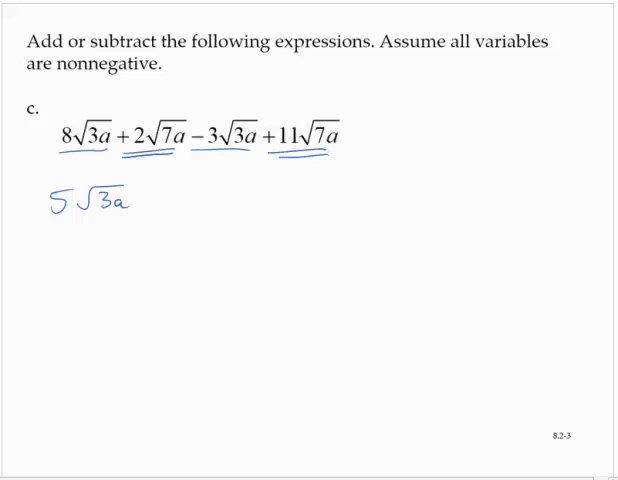 Add or subtract the following expressions. Assume all variables
are nonnegative.
c.
8√3a + 2√7a − 3√3a + 11√7a
5√3a
8.2-3